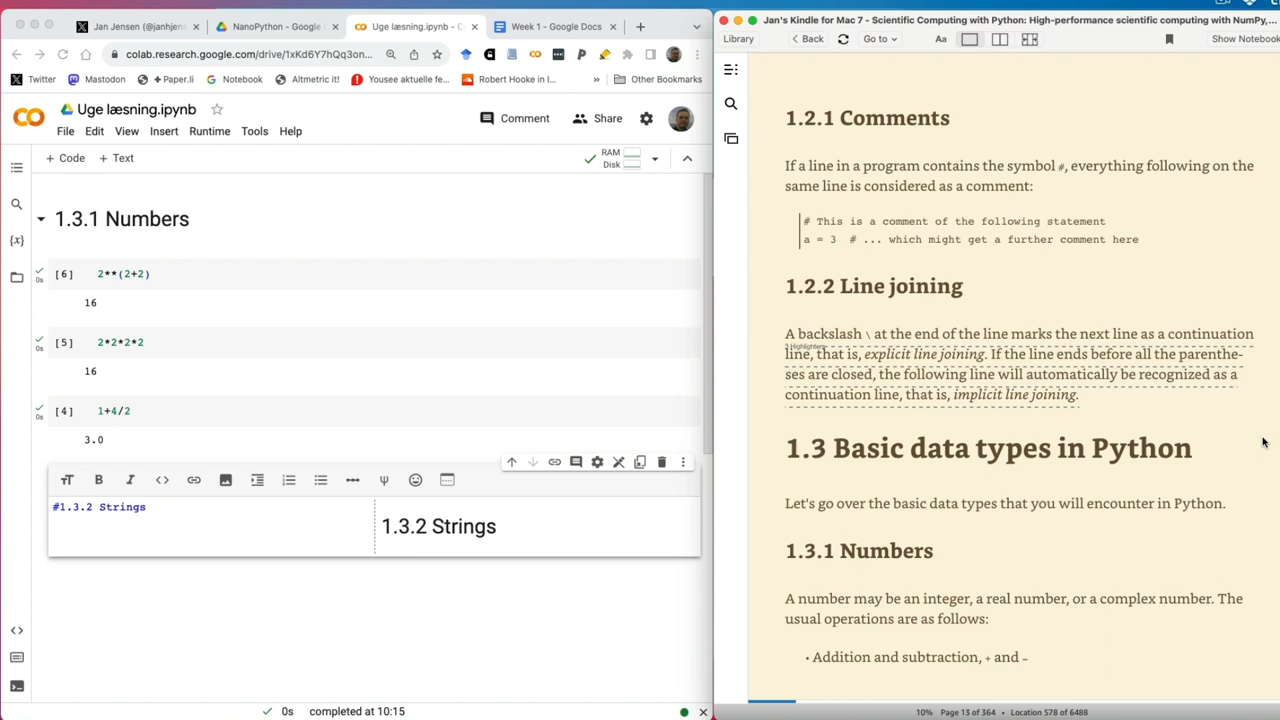 Jan Jensen (@janhjens
NanoPython - Google
Uge læsning.ipynb - C
Week 1 - Google Docs
colab.research.google.com/drive/1xKd6Y7QQq3on...
Twitter
Mastodon
+ Paper.li
Notebook
Altmetric it!
Yousee aktuelle fe...
Robert Hooke in I...
»
Other Bookmarks
Uge læsning.ipynb
Comment
Share
File Edit View Insert Runtime Tools Help
+ Code + Text
RAM
Disk
1.3.1 Numbers
[6] 2**(2+2)
0s
16
[5] 2*2**2*2
0s
16
[4] 1+4/2
0s
3.0
#1.3.2 Strings
1.3.2 Strings
0s completed at 10:15
Jan's Kindle for Mac 7 - Scientific Computing with Python: High-performance scientific computing with NumPy,...
Library
Back
Go to
Aa
Show Notebook
1.2.1 Comments
If a line in a program contains the symbol #, everything following on the
same line is considered as a comment:
# This is a comment of the following statement
a = 3 # ... which might get a further comment here
1.2.2 Line joining
A backslash \ at the end of the line marks the next line as a continuation
line, that is, explicit line joining. If the line ends before all the parenthe-
ses are closed, the following line will automatically be recognized as a
continuation line, that is, implicit line joining.
1.3 Basic data types in Python
Let's go over the basic data types that you will encounter in Python.
1.3.1 Numbers
A number may be an integer, a real number, or a complex number. The
usual operations are as follows:
• Addition and subtraction, + and -
10% Page 13 of 364 • Location 578 of 6488